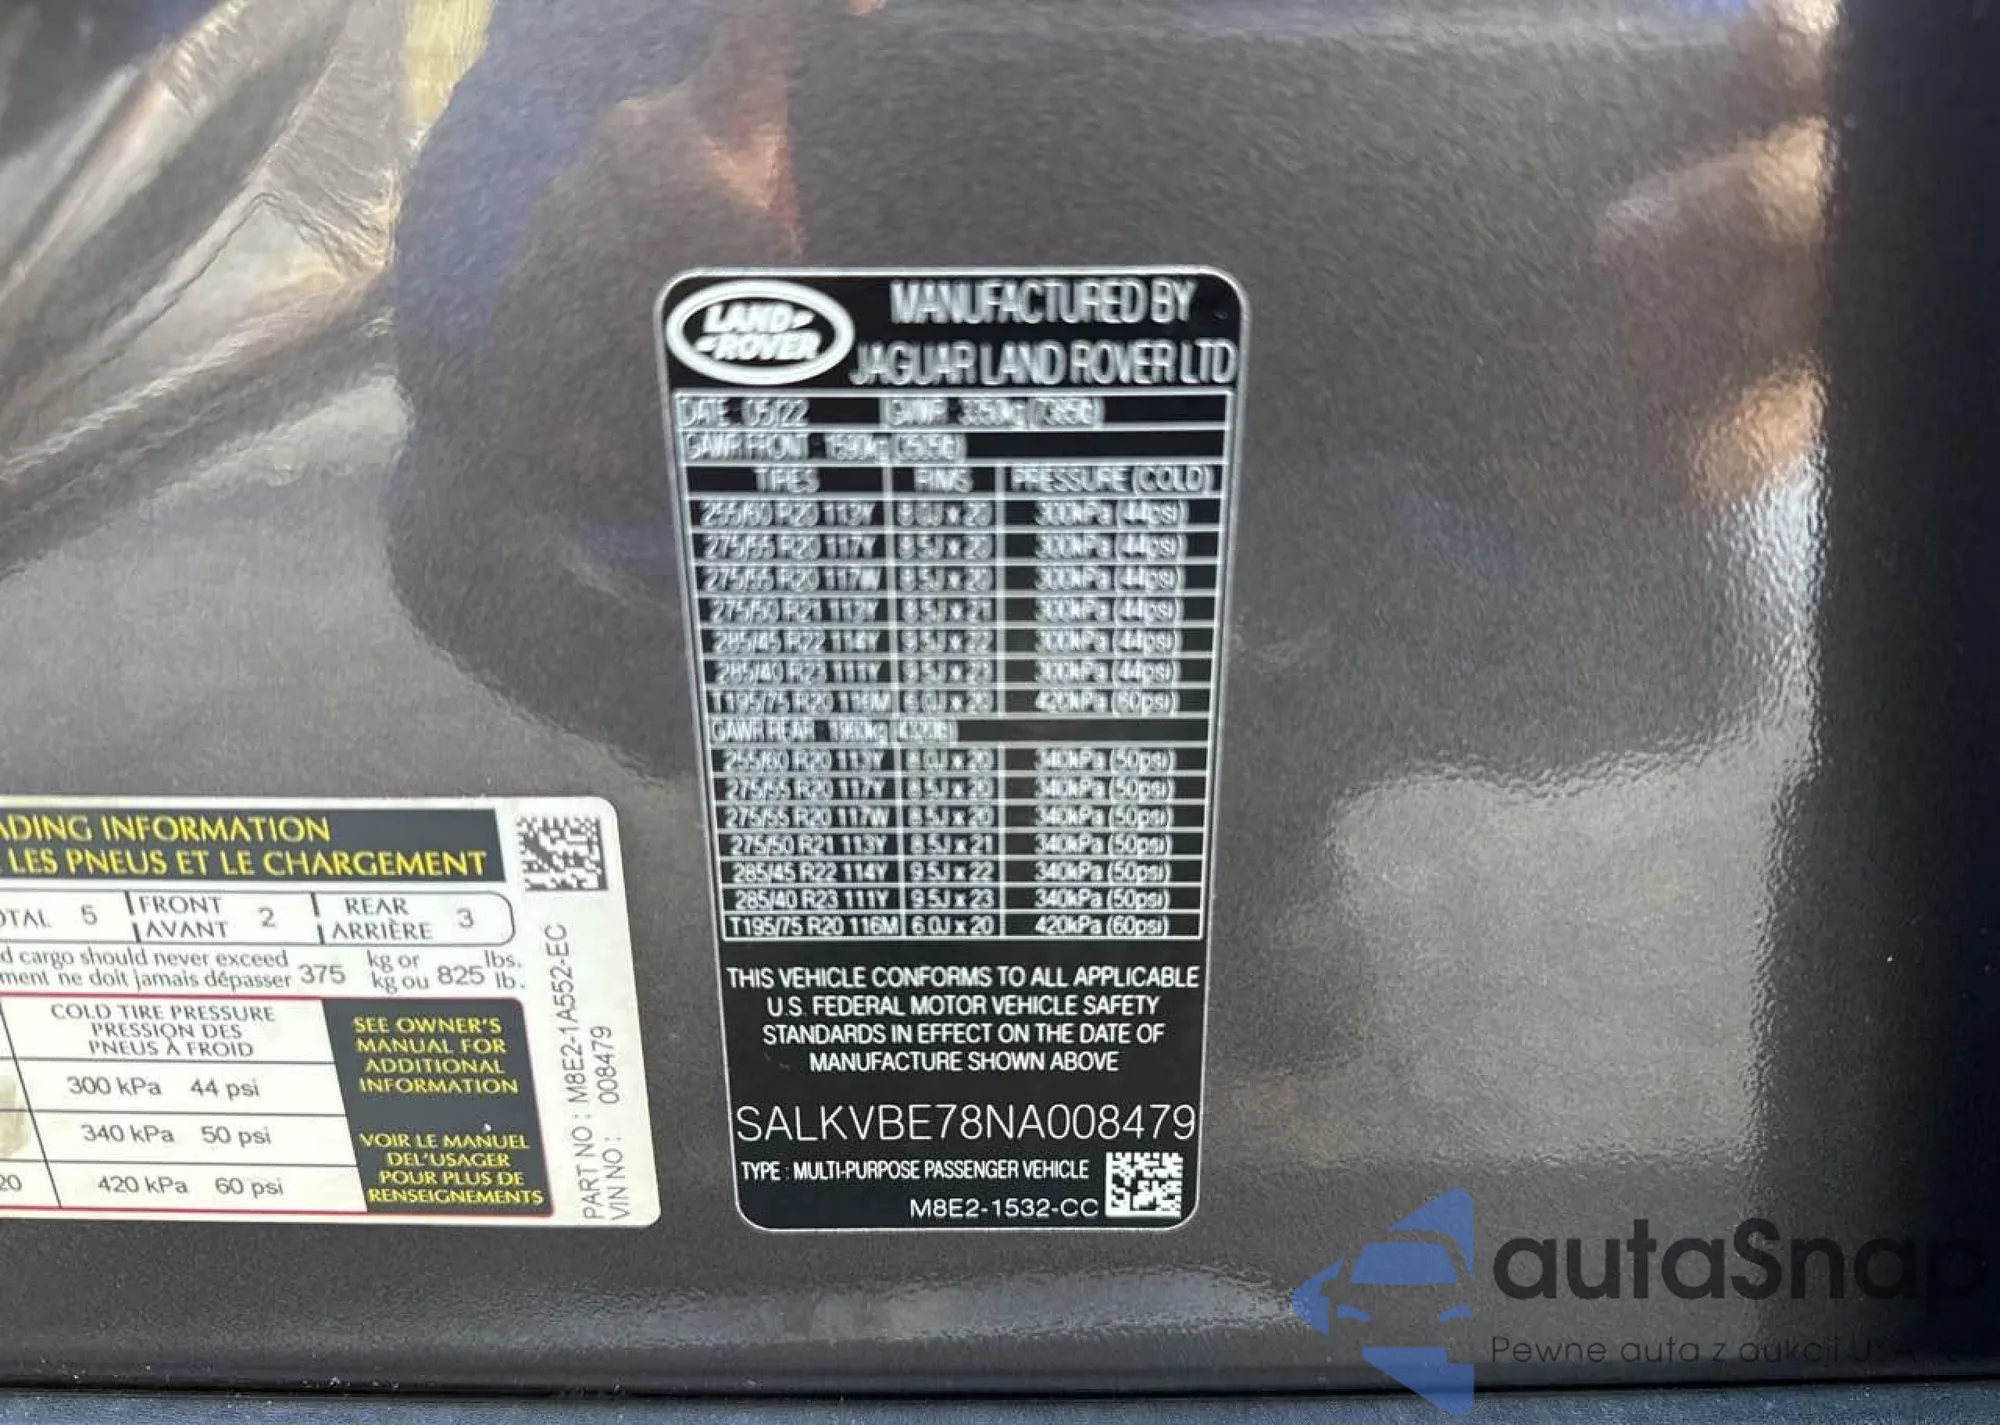 LAND ROVER
MANUFACTURED BY
JAGUAR LAND ROVER LTD
DATE : 05/22 GVWR : 3350kg (7385lb)
GAWR FRONT : 1590kg (3505lb)
TIRES RIMS PRESSURE (COLD)
255/60 R20 113Y 8.0J x 20 300kPa (44psi)
275/55 R20 117Y 8.5J x 20 300kPa (44psi)
275/55 R20 117W 8.5J x 20 300kPa (44psi)
275/50 R21 113Y 8.5J x 21 300kPa (44psi)
285/45 R22 114Y 9.5J x 22 300kPa (44psi)
285/40 R23 111Y 9.5J x 23 300kPa (44psi)
T195/75 R20 116M 6.0J x 20 420kPa (60psi)
GAWR REAR : 1960kg (4320lb)
255/60 R20 113Y 8.0J x 20 340kPa (50psi)
275/55 R20 117Y 8.5J x 20 340kPa (50psi)
275/55 R20 117W 8.5J x 20 340kPa (50psi)
275/50 R21 113Y 8.5J x 21 340kPa (50psi)
285/45 R22 114Y 9.5J x 22 340kPa (50psi)
285/40 R23 111Y 9.5J x 23 340kPa (50psi)
T195/75 R20 116M 6.0J x 20 420kPa (60psi)
THIS VEHICLE CONFORMS TO ALL APPLICABLE
U.S. FEDERAL MOTOR VEHICLE SAFETY
STANDARDS IN EFFECT ON THE DATE OF
MANUFACTURE SHOWN ABOVE
SALKVBE78NA008479
TYPE : MULTI-PURPOSE PASSENGER VEHICLE
M8E2-1532-CC
ADING INFORMATION
LES PNEUS ET LE CHARGEMENT
OTAL 5 FRONT AVANT 2 REAR ARRIÈRE 3
d cargo should never exceed 375 kg or 825 lbs.
ment ne doit jamais dépasser kg ou lb.
COLD TIRE PRESSURE
PRESSION DES
PNEUS À FROID
300 kPa 44 psi
340 kPa 50 psi
20 420 kPa 60 psi
SEE OWNER'S
MANUAL FOR
ADDITIONAL
INFORMATION
VOIR LE MANUEL
DE L'USAGER
POUR PLUS DE
RENSEIGNEMENTS
PART NO : M8E2-1A552-EC
VIN NO : 008479
autaSnap
Pewne auta z aukcji US